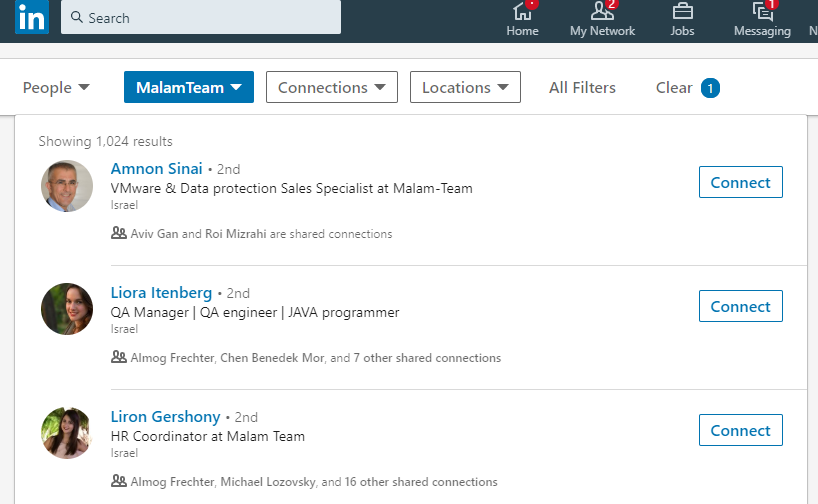 in
Search
2
1
Home
My Network
Jobs
Messaging
N
People
MalamTeam
Connections
Locations
All Filters
Clear 1
Showing 1,024 results
Amnon Sinai • 2nd
VMware & Data protection Sales Specialist at Malam-Team
Israel
Connect
Aviv Gan and Roi Mizrahi are shared connections
Liora Itenberg • 2nd
QA Manager | QA engineer | JAVA programmer
Israel
Connect
Almog Frechter, Chen Benedek Mor, and 7 other shared connections
Liron Gershony • 2nd
HR Coordinator at Malam Team
Israel
Connect
Almog Frechter, Michael Lozovsky, and 16 other shared connections